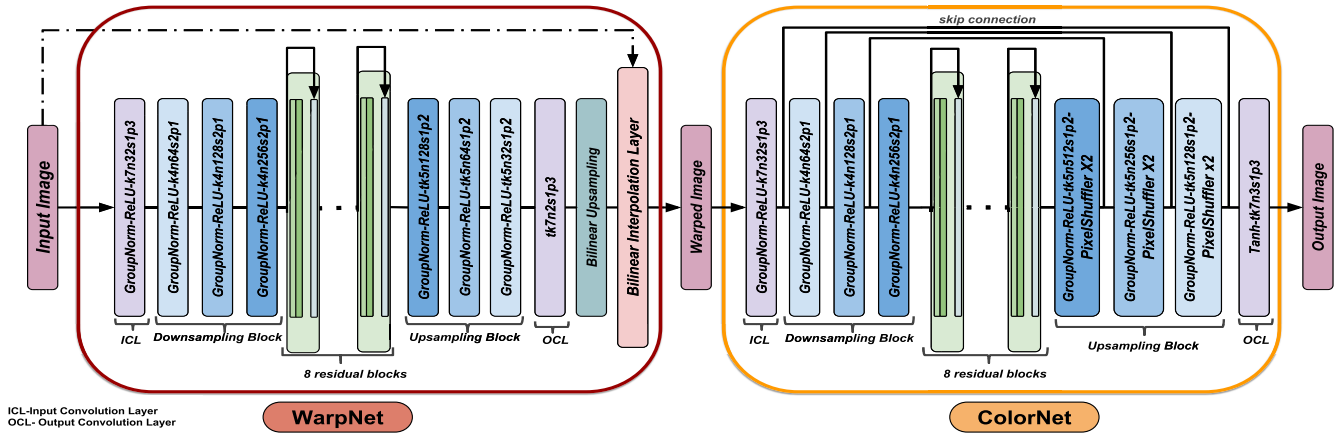 skip connection
Input Image
GroupNorm-ReLU-k7n32s1p3
GroupNorm-ReLU-k4n64s2p1
GroupNorm-ReLU-k4n128s2p1
GroupNorm-ReLU-k4n256s2p1
GroupNorm-ReLU-tk5n128s1p2
GroupNorm-ReLU-tk5n64s1p2
GroupNorm-ReLU-tk5n32s1p2
tk7n2s1p3
Bilinear Upsampling
Bilinear Interpolation Layer
Warped Image
GroupNorm-ReLU-k7n32s1p3
GroupNorm-ReLU-k4n64s2p1
GroupNorm-ReLU-k4n128s2p1
GroupNorm-ReLU-k4n256s2p1
GroupNorm-ReLU-tk5n512s1p2-
PixelShuffler X2
GroupNorm-ReLU-tk5n256s1p2-
PixelShuffler X2
GroupNorm-ReLU-tk5n128s1p2-
PixelShuffler x2
Tanh-tk7n3s1p3
Output Image
ICL
Downsampling Block
8 residual blocks
Upsampling Block
OCL
ICL
Downsampling Block
8 residual blocks
Upsampling Block
OCL
ICL-Input Convolution Layer
OCL- Output Convolution Layer
WarpNet
ColorNet